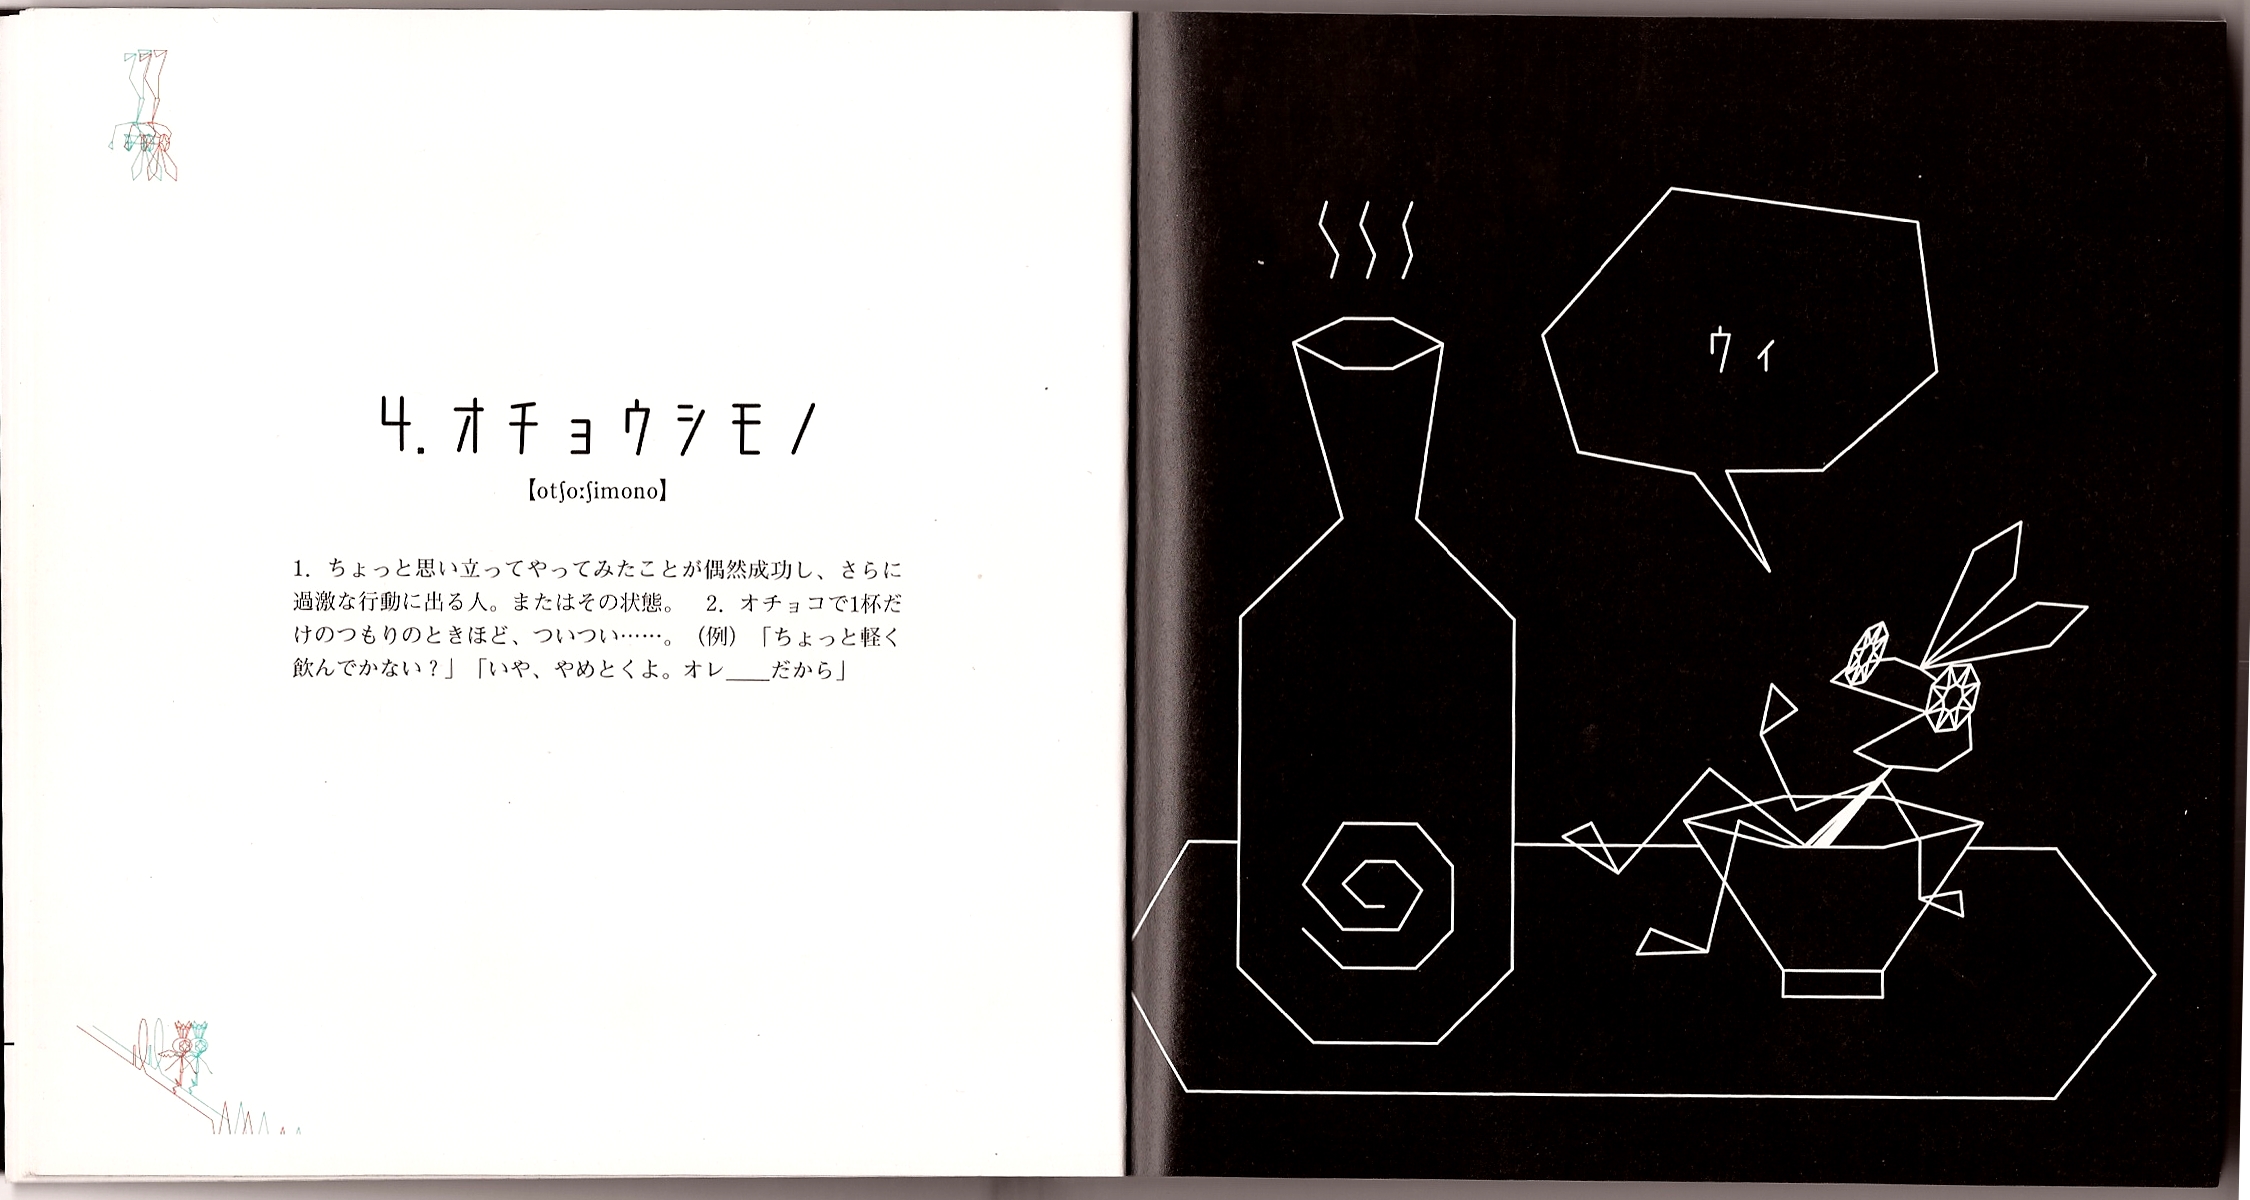 4. オチョウシモノ
【otʃo:ʃimono】
1. ちょっと思い立ってやってみたことが偶然成功し、さらに
過激な行動に出る人。またはその状態。　2. オチョコで1杯だ
けのつもりのときほど、ついつい……。（例）「ちょっと軽く
飲んでかない？」「いや、やめとくよ。オレ___だから」
ウィ